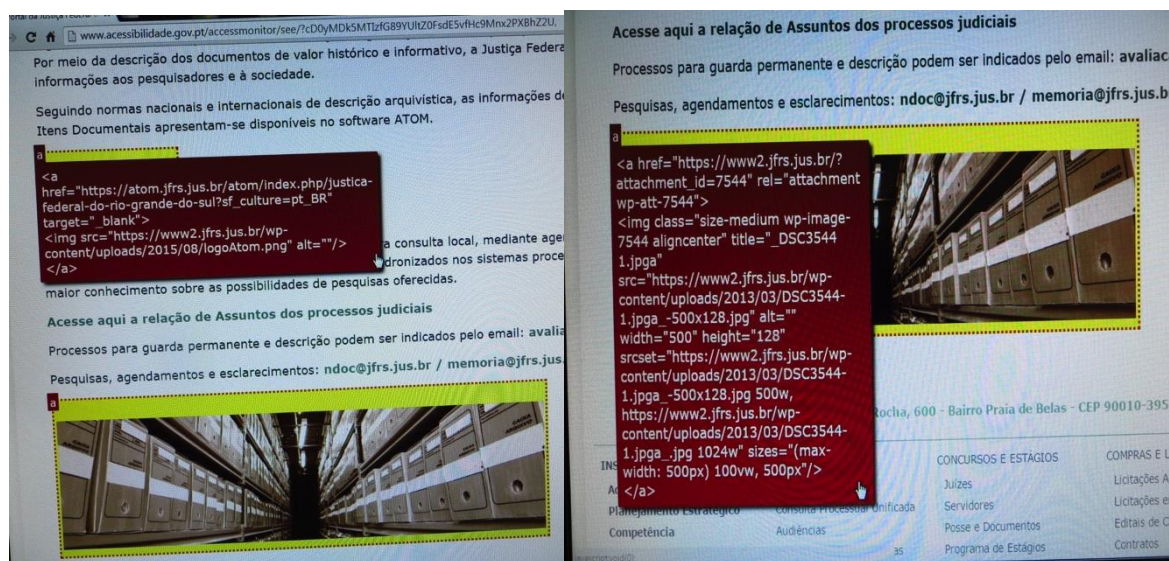 www.acessibilidade.gov.pt/accessmonitor/see/?
Por meio da descrição dos documentos de valor histórico e informativo, a Justiça
informações aos pesquisadores e à sociedade.
Seguindo normas nacionais e internacionais de descrição arquivística, as informações
Itens Documentais apresentam-se disponíveis no software ATOM.
a
<a
href="https://atom.jfrs.jus.br/atom/index.php/justica-
federal-do-rio-grande-do-sul?sf_culture=pt_BR"
target="_blank">
<img src="https://www2.jfrs.jus.br/wp-
content/uploads/2015/08/logoAtom.png" alt=""/>
</a>
a consulta local, mediante
dronizados nos sistemas
maior conhecimento sobre as possibilidades de pesquisas oferecidas.
Acesse aqui a relação de Assuntos dos processos judiciais
Processos para guarda permanente e descrição podem ser indicados pelo email: avalia
Pesquisas, agendamentos e esclarecimentos: ndoc@jfrs.jus.br / memoria@jfrs.jus.
a
Acesse aqui a relação de Assuntos dos processos judiciais
Processos para guarda permanente e descrição podem ser indicados pelo email: avaliac
Pesquisas, agendamentos e esclarecimentos: ndoc@jfrs.jus.br / memoria@jfrs.jus.b
a
<a href="https://www2.jfrs.jus.br/?
attachment_id=7544" rel="attachment
wp-att-7544">
<img class="size-medium wp-image-
7544 aligncenter" title="_DSC3544
1.jpga"
src="https://www2.jfrs.jus.br/wp-
content/uploads/2013/03/DSC3544-
1.jpga_-500x128.jpg" alt=""
width="500" height="128"
srcset="https://www2.jfrs.jus.br/wp-
content/uploads/2013/03/DSC3544-
1.jpga_-500x128.jpg 500w,
https://www2.jfrs.jus.br/wp-
content/uploads/2013/03/DSC3544-
1.jpga_.jpg 1024w" sizes="(max-
width: 500px) 100vw, 500px"/>
</a>
Rocha, 600 - Bairro Praia de Belas - CEP 90010-395
INS
CONCURSOS E ESTÁGIOS
COMPRAS E
Juízes
Licitações
Planejamento Estratégico
Consulta Processual Unificada
Servidores
Licitações
Competência
Audiências
Posse e Documentos
Editais de
as
Programa de Estágios
Contratos